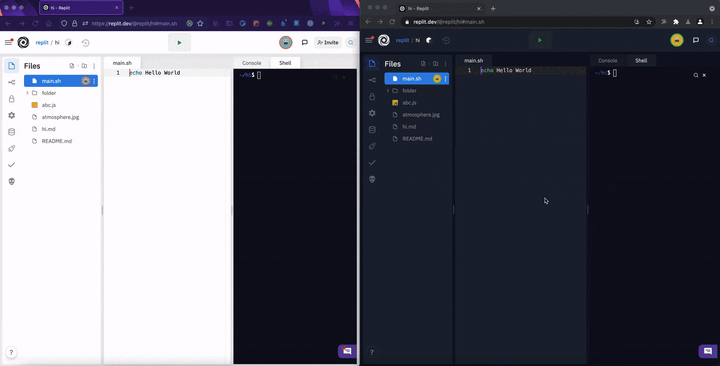 hi - Replit
https://replit.dev/@replit/hi#main.sh
replit / hi
Invite
Files
main.sh
folder
abc.js
atmosphere.jpg
hi.md
README.md
main.sh
1 echo Hello World
Console
Shell
~/hi$
?
hi - Replit
replit.dev/@replit/hi#main.sh
replit / hi
Files
main.sh
folder
abc.js
atmosphere.jpg
hi.md
README.md
main.sh
1 echo Hello World
Console
Shell
~/hi$
?